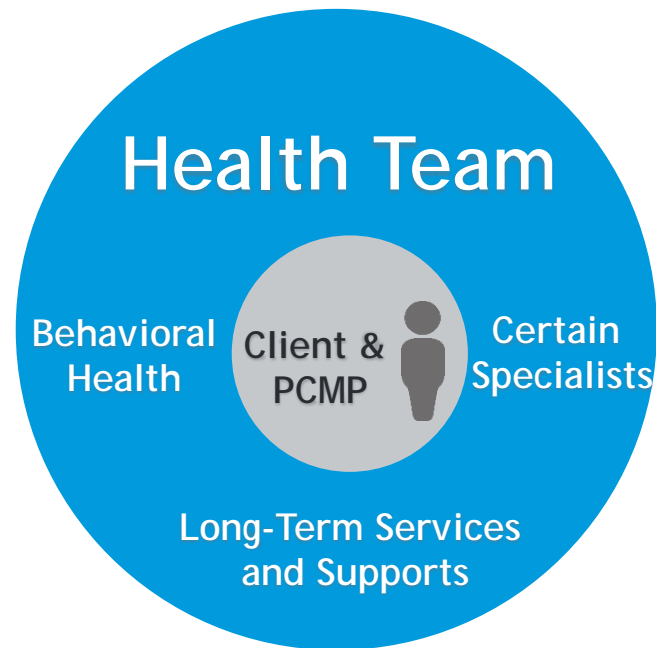 Health Team
Behavioral
Health
Client &
PCMP
Certain
Specialists
Long-Term Services
and Supports